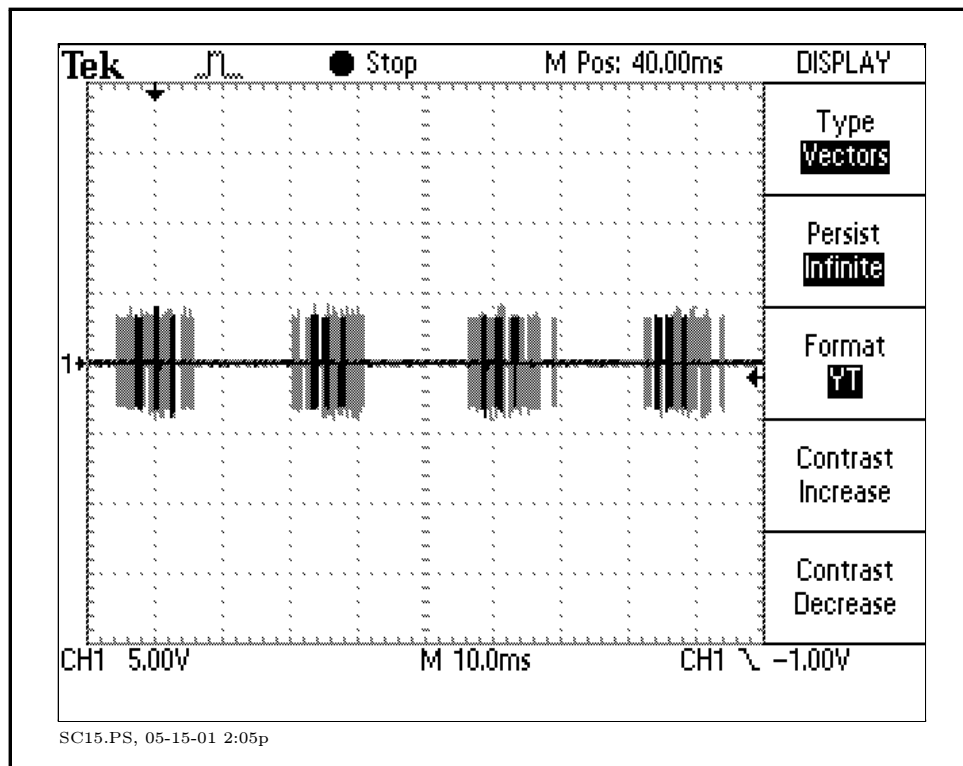 Tek Stop M Pos: 40.00ms DISPLAY
Type
Vectors
Persist
Infinite
1
Format
YT
Contrast
Increase
Contrast
Decrease
CH1 5.00V M 10.0ms CH1 −1.00V
SC15.PS, 05-15-01 2:05p